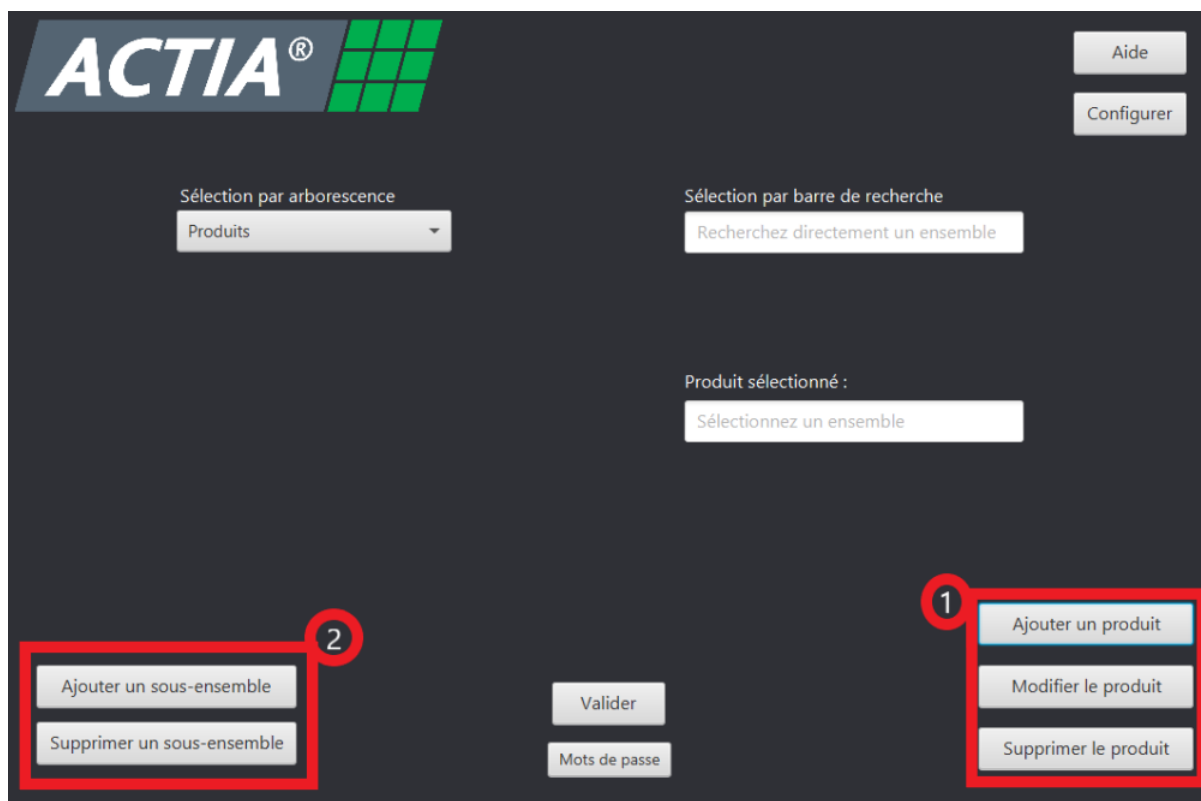 ACTIA®
Aide
Configurer
Sélection par arborescence
Produits
Sélection par barre de recherche
Recherchez directement un ensemble
Produit sélectionné :
Sélectionnez un ensemble
1
Ajouter un produit
Modifier le produit
Supprimer le produit
2
Ajouter un sous-ensemble
Supprimer un sous-ensemble
Valider
Mots de passe